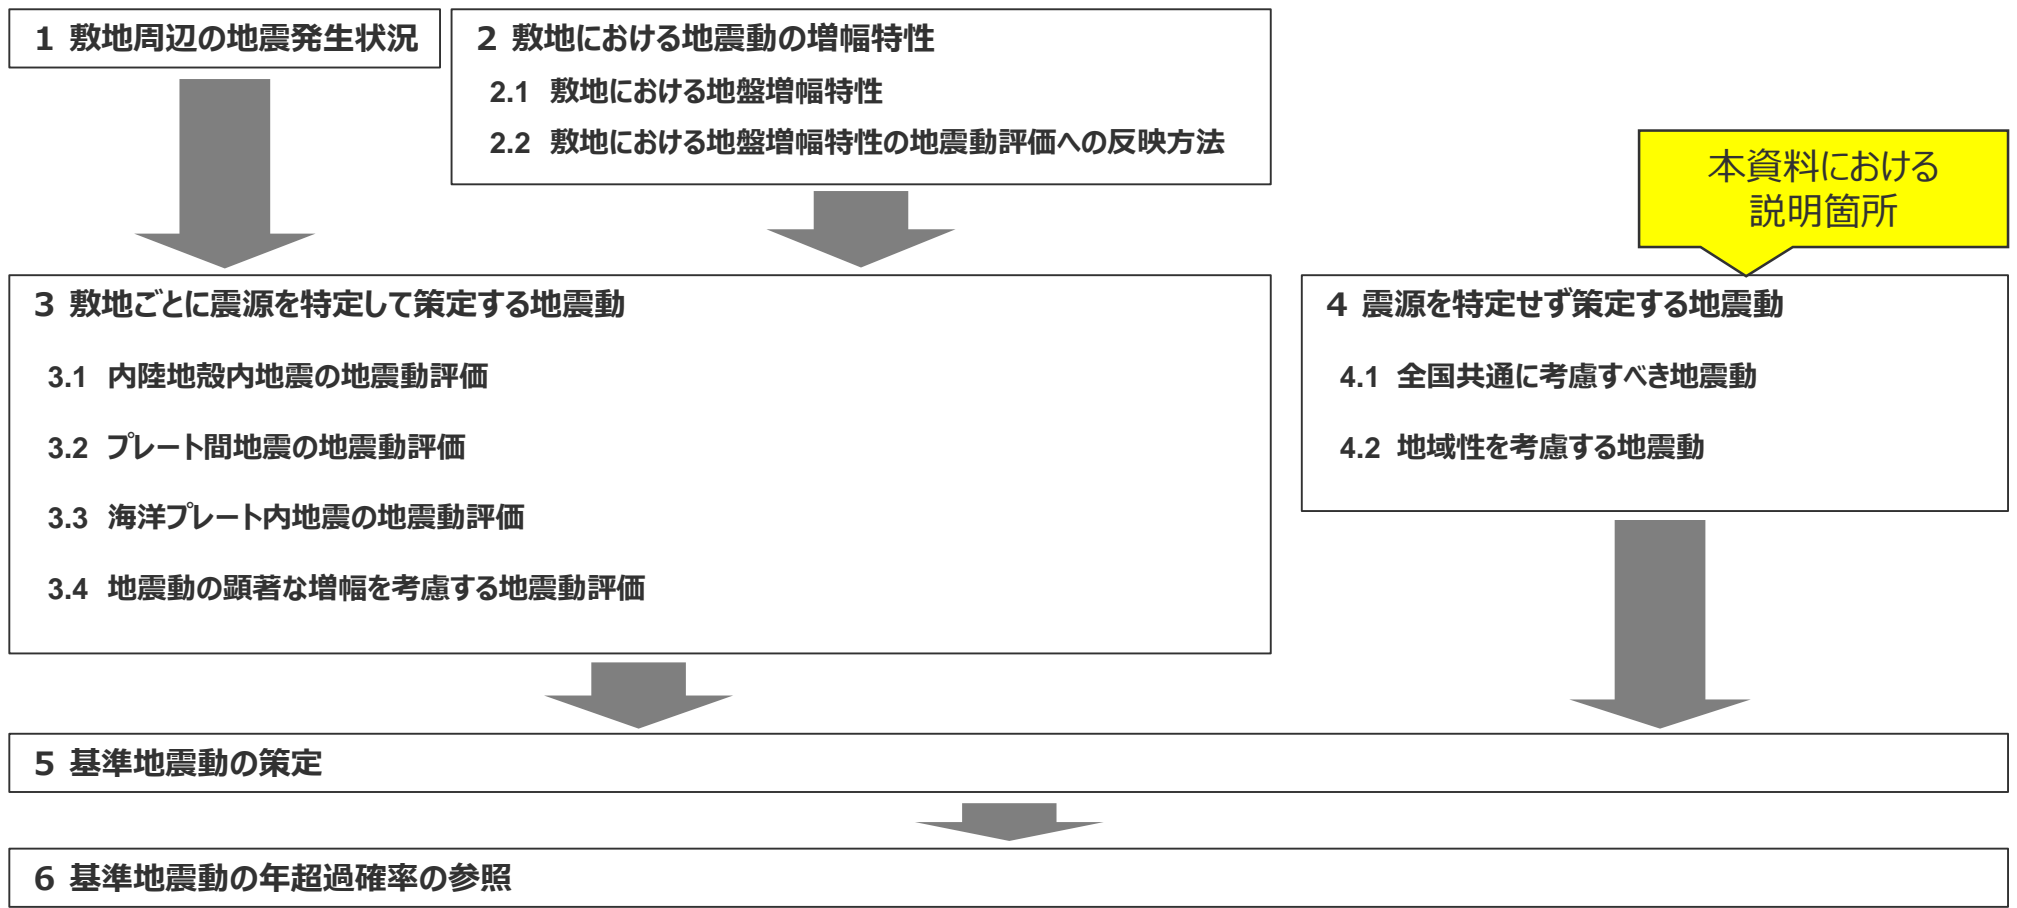 1 敷地周辺の地震発生状況
2 敷地における地震動の増幅特性
2.1 敷地における地盤増幅特性
2.2 敷地における地盤増幅特性の地震動評価への反映方法
本資料における
説明箇所
3 敷地ごとに震源を特定して策定する地震動
3.1 内陸地殻内地震の地震動評価
3.2 プレート間地震の地震動評価
3.3 海洋プレート内地震の地震動評価
3.4 地震動の顕著な増幅を考慮する地震動評価
4 震源を特定せず策定する地震動
4.1 全国共通に考慮すべき地震動
4.2 地域性を考慮する地震動
5 基準地震動の策定
6 基準地震動の年超過確率の参照